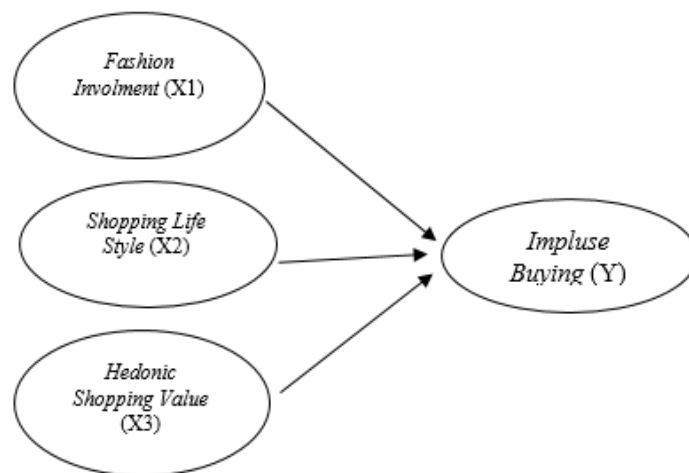 Fashion
Involment (X1)
Shopping Life
Style (X2)
Impluse
Buying (Y)
Hedonic
Shopping Value
(X3)